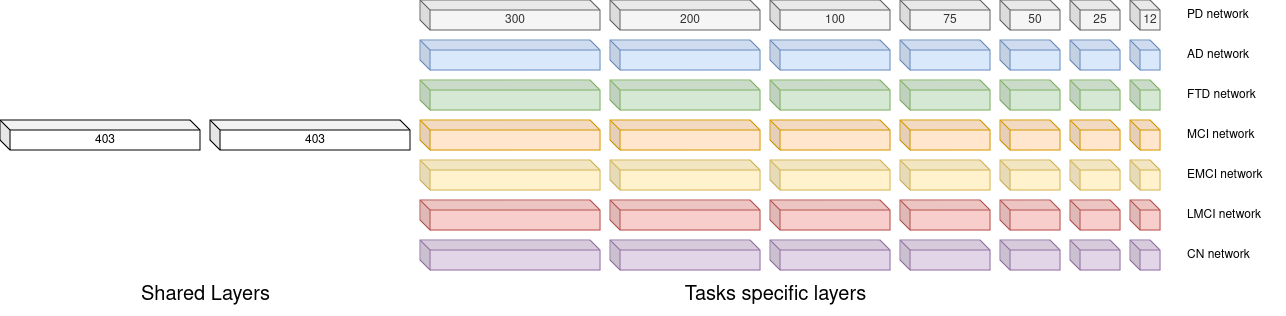 300 200 100 75 50 25 12 PD network
AD network
FTD network
403 403 MCI network
EMCI network
LMCI network
CN network
Shared Layers Tasks specific layers